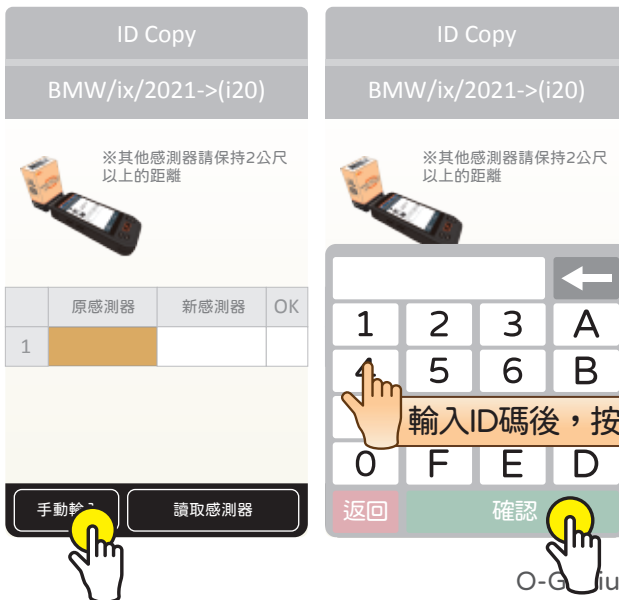 ID Copy
BMW/ix/2021->(i20)
※其他感測器請保持2公尺
以上的距離
原感測器 新感測器 OK
1
手動輸 讀取感測器
ID Copy
BMW/ix/2021->(i20)
※其他感測器請保持2公尺
以上的距離
1 2 3 A
4 5 6 B
輸入ID碼後，按
0 F E D
返回 確認